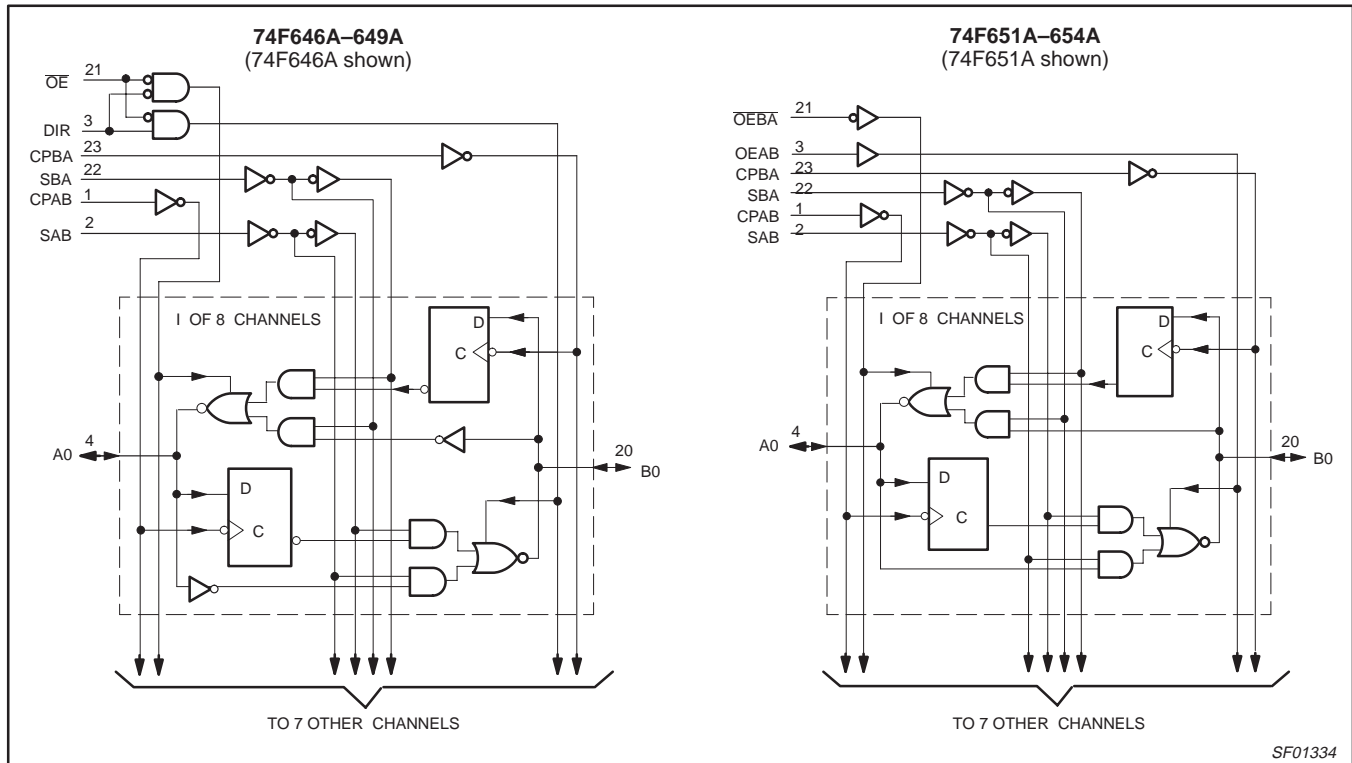 74F646A–649A
(74F646A shown)
OE 21
DIR 3
CPBA 23
SBA 22
CPAB 1
SAB 2
I OF 8 CHANNELS
D
C
A0 4
20 B0
D
C
TO 7 OTHER CHANNELS
74F651A–654A
(74F651A shown)
OEBA 21
OEAB 3
CPBA 23
SBA 22
CPAB 1
SAB 2
I OF 8 CHANNELS
D
C
A0 4
20 B0
D
C
TO 7 OTHER CHANNELS
SF01334